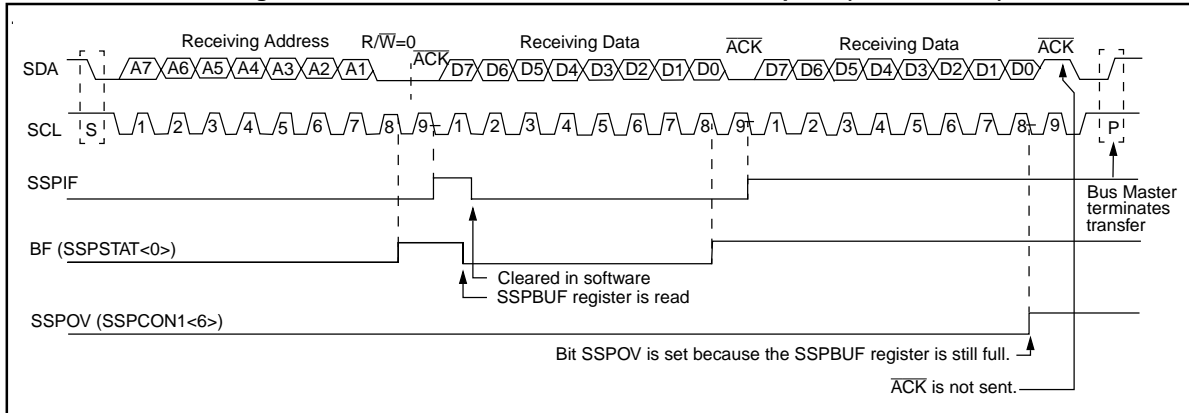 Receiving Address R/W̅=0 A̅C̅K̅ Receiving Data A̅C̅K̅ Receiving Data A̅C̅K̅
SDA A7 A6 A5 A4 A3 A2 A1 D7 D6 D5 D4 D3 D2 D1 D0 D7 D6 D5 D4 D3 D2 D1 D0
SCL S 1 2 3 4 5 6 7 8 9 1 2 3 4 5 6 7 8 9 1 2 3 4 5 6 7 8 9 P
SSPIF
Bus Master
terminates
transfer
BF (SSPSTAT<0>)
Cleared in software
SSPBUF register is read
SSPOV (SSPCON1<6>)
Bit SSPOV is set because the SSPBUF register is still full.
A̅C̅K̅ is not sent.